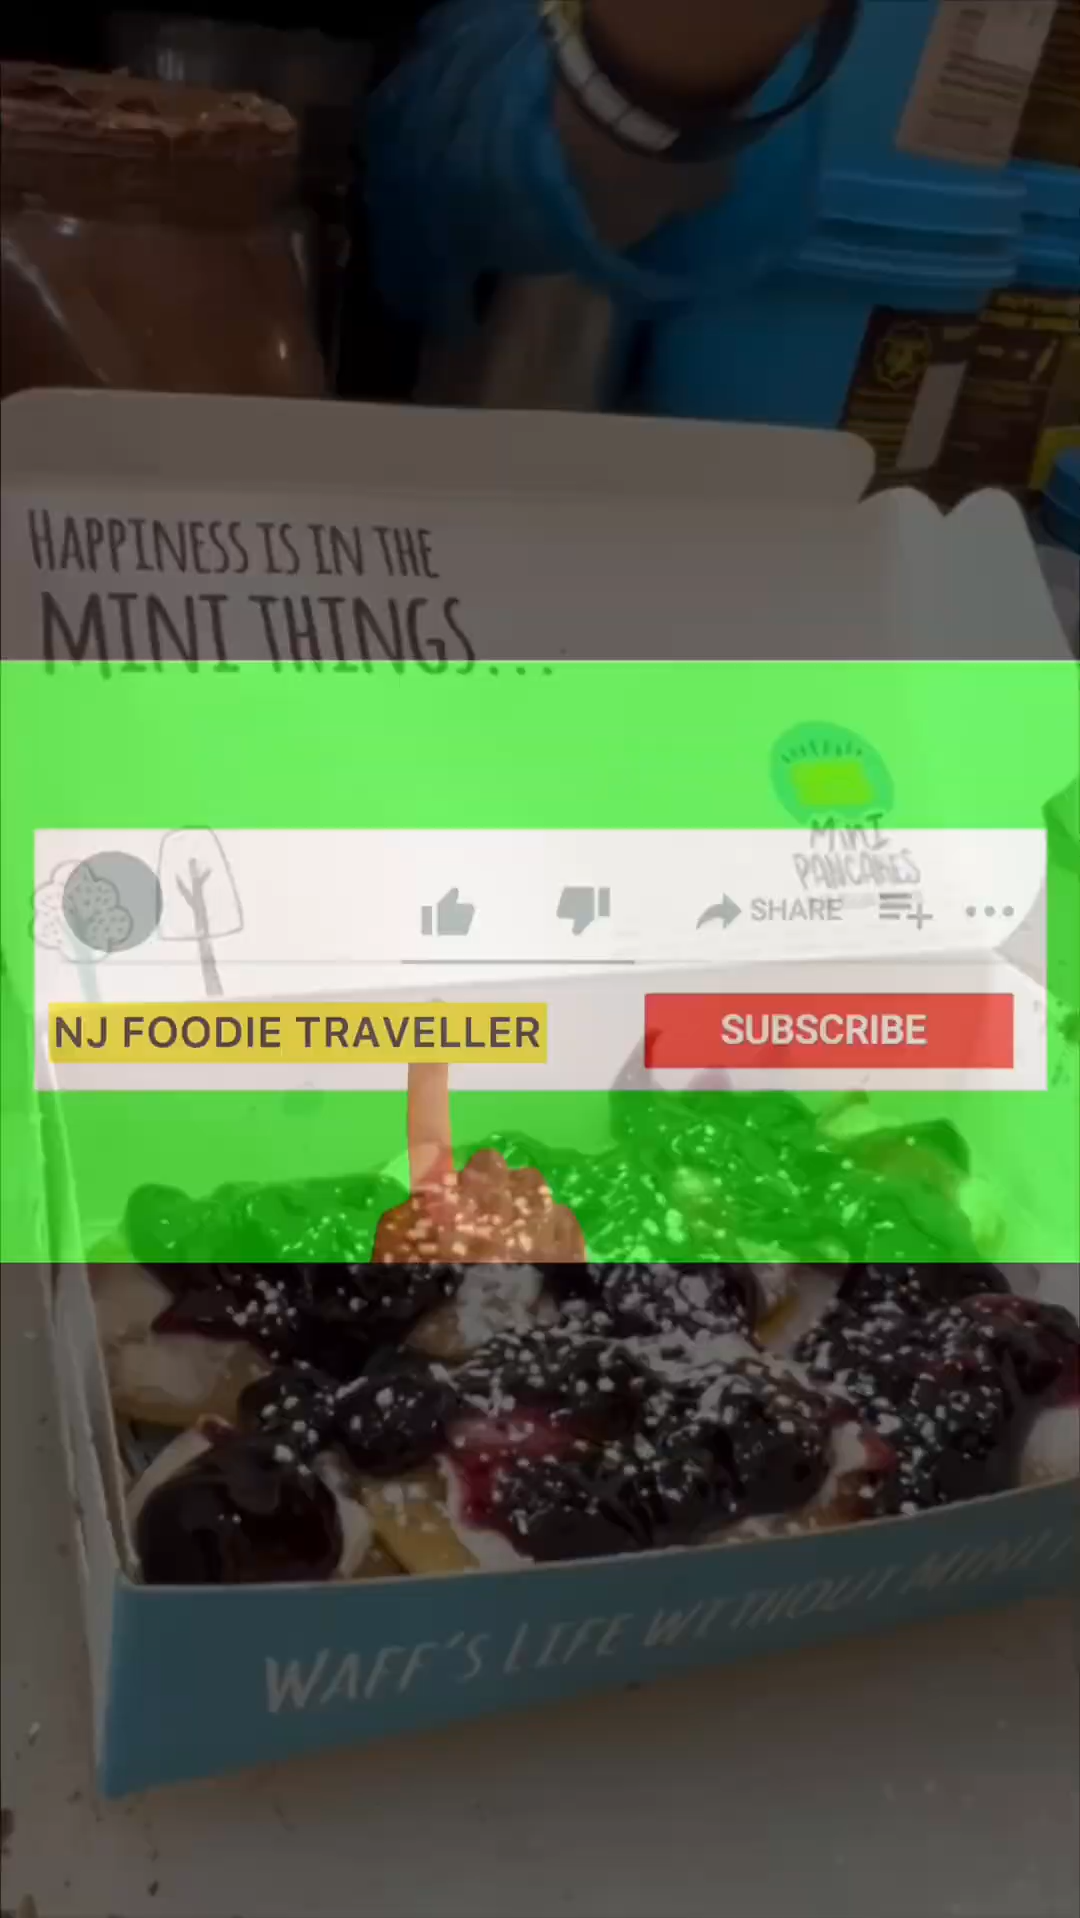 HAPPINESS IS IN THE
MINI THINGS...
MINI
PANCAKES
SHARE
NJ FOODIE TRAVELLER
SUBSCRIBE
WAFF'S LIFE WITHOUT MINI